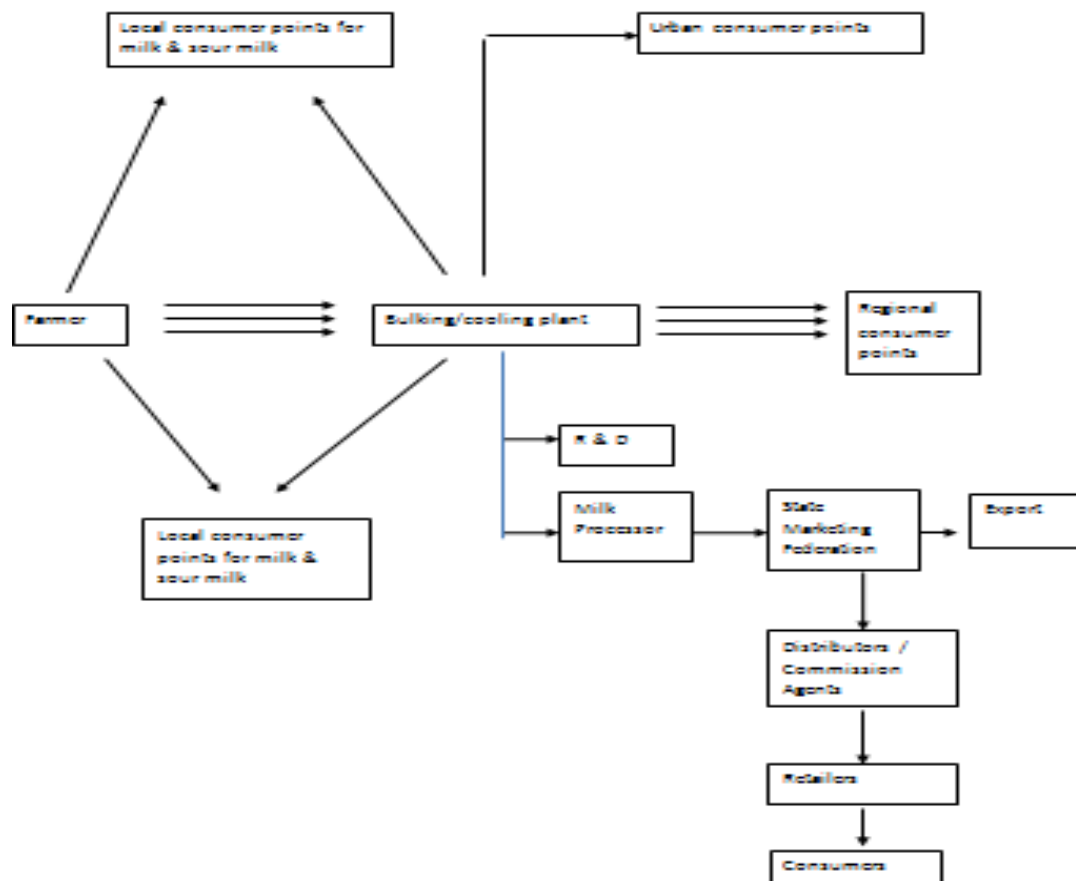 Local consumer points for
milk & sour milk
Urban consumer points
Farmer
Bulking/cooling plant
Regional
consumer
points
R & D
Milk
Processor
State
Marketing
Federation
Export
Local consumer
points for milk &
sour milk
Distributors /
Commission
Agents
Retailers
Consumers